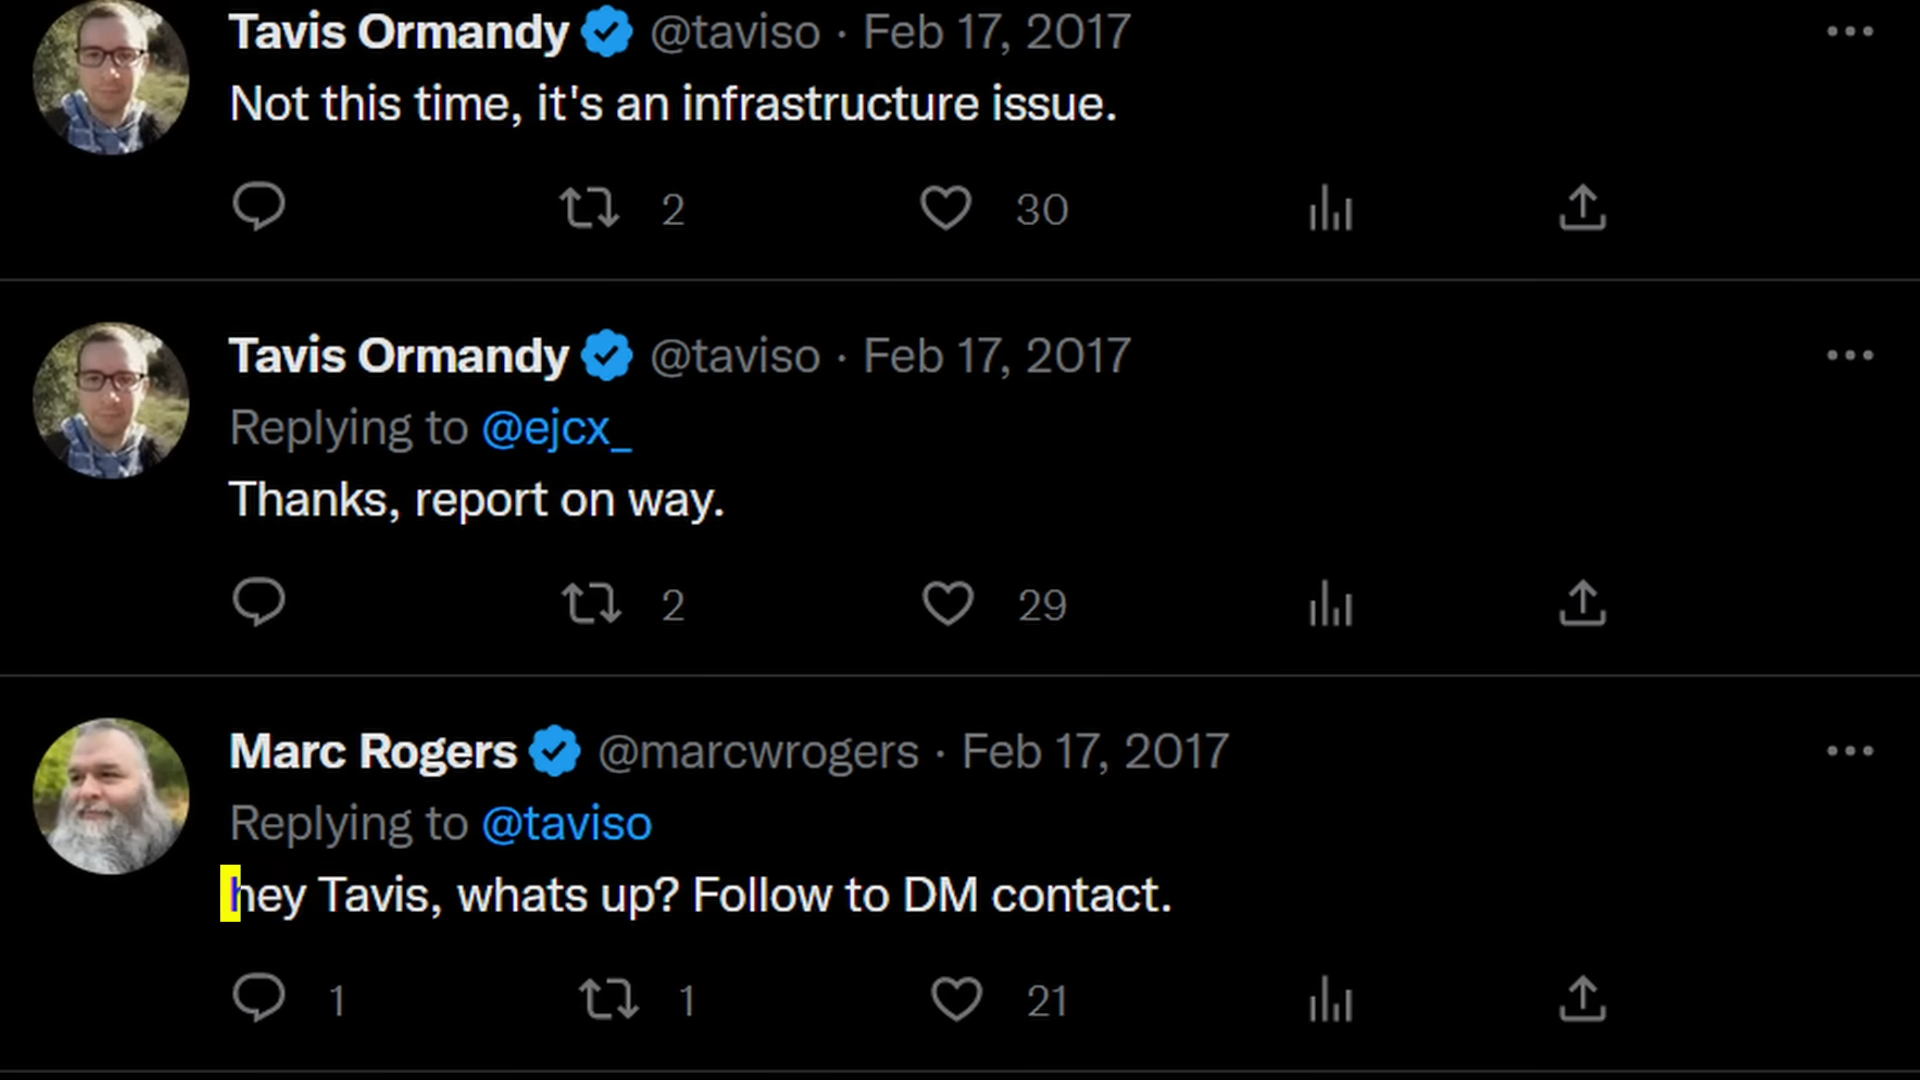 Tavis Ormandy @taviso · Feb 17, 2017
Not this time, it's an infrastructure issue.
2 30
Tavis Ormandy @taviso · Feb 17, 2017
Replying to @ejcx_
Thanks, report on way.
2 29
Marc Rogers @marcwrogers · Feb 17, 2017
Replying to @taviso
hey Tavis, whats up? Follow to DM contact.
1 1 21